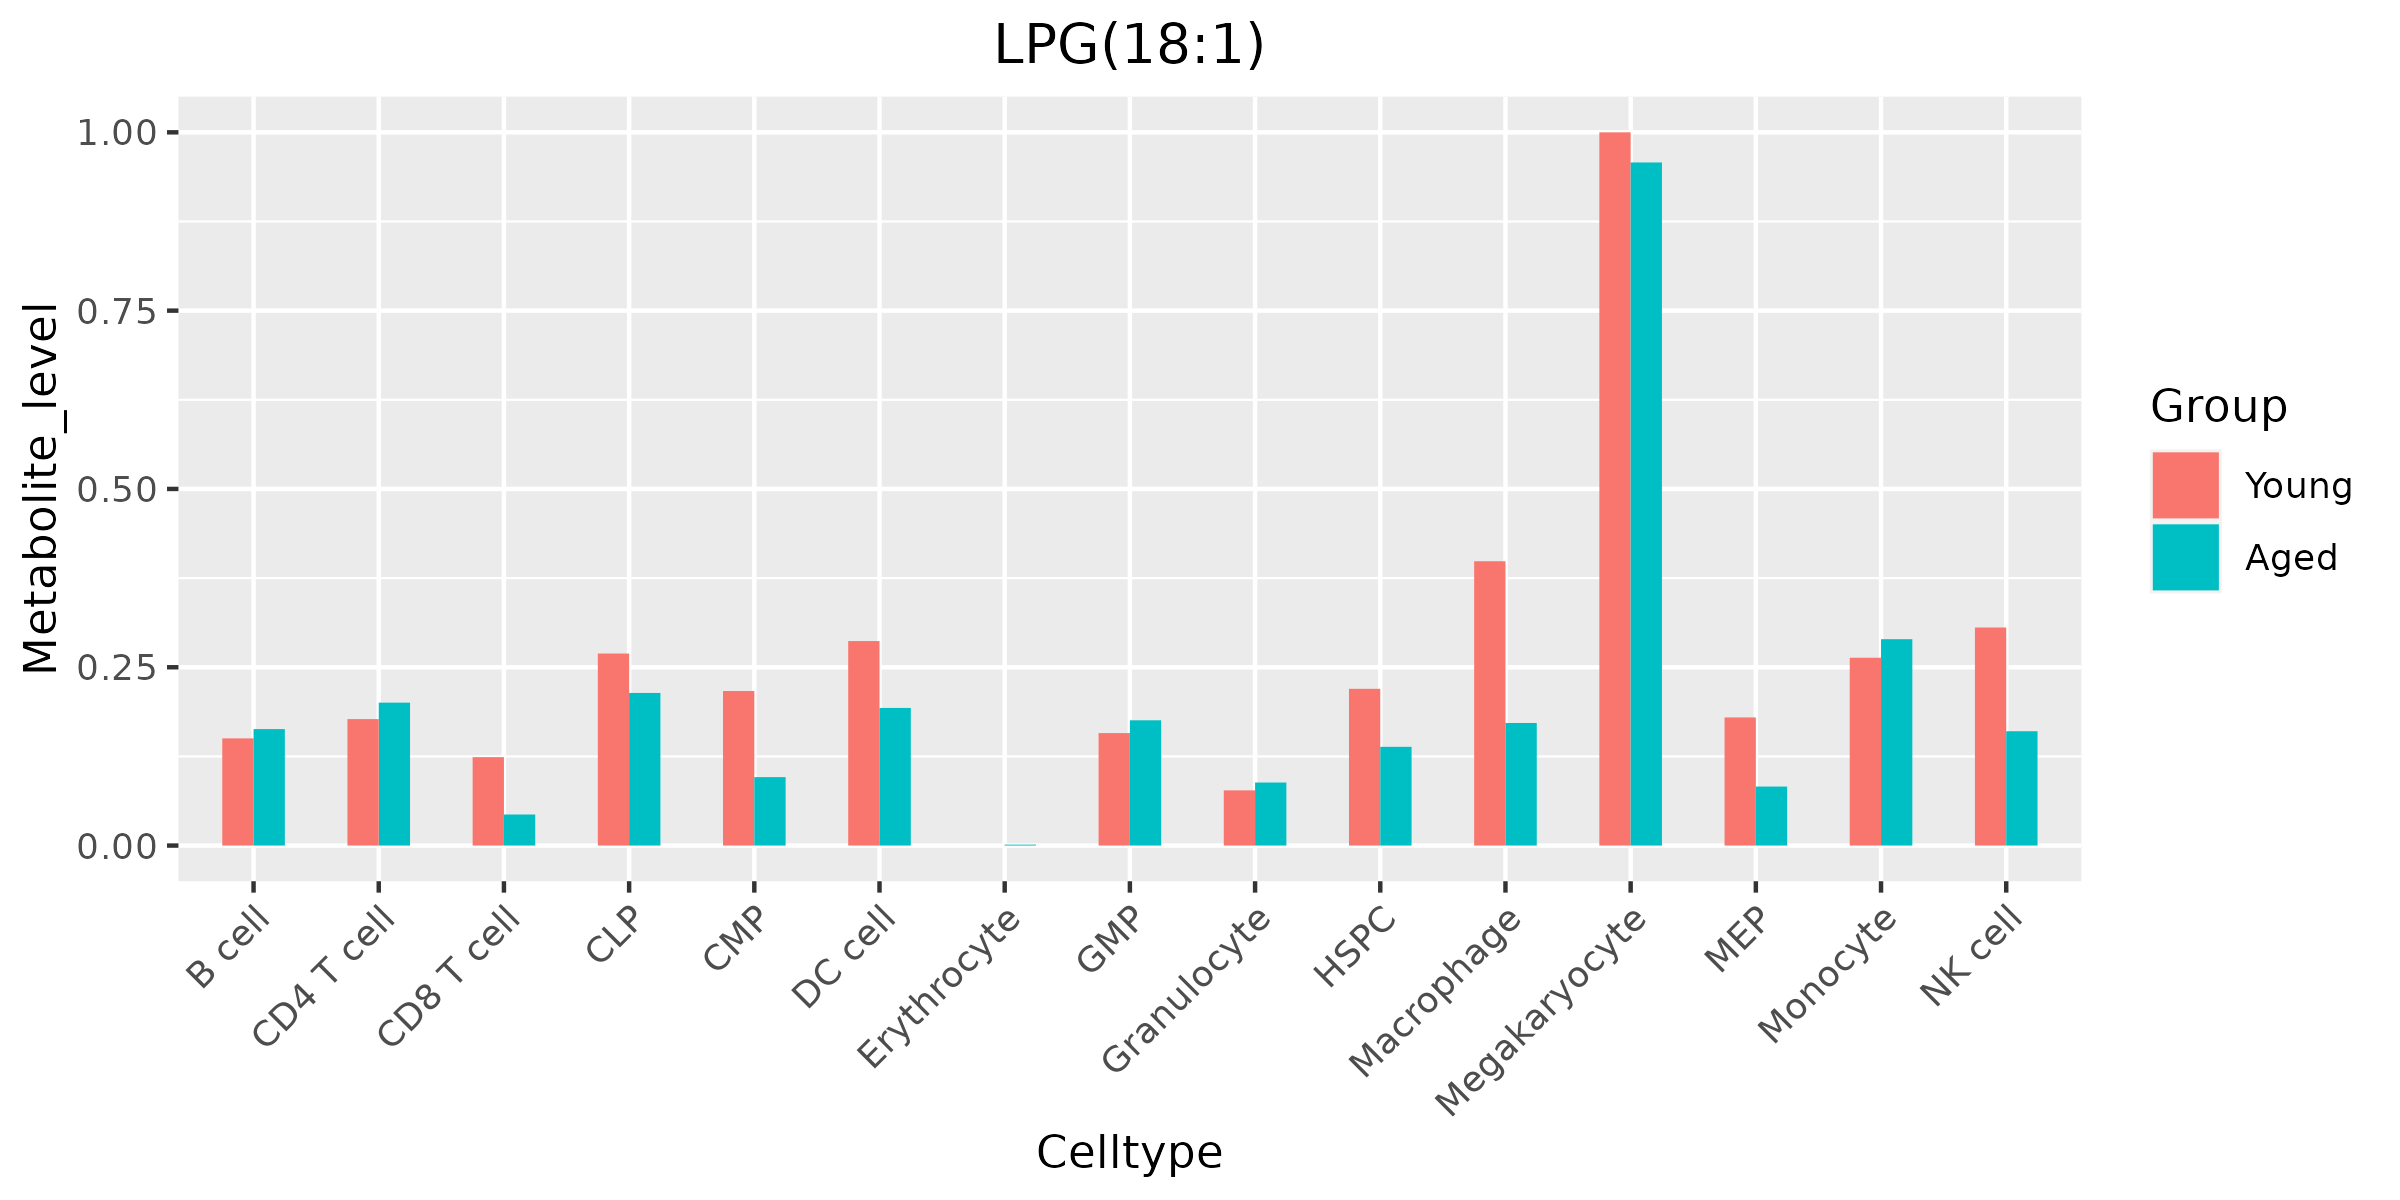 LPG(18:1)
Metabolite_level
1.00
0.75
0.50
0.25
0.00
B cell
CD4 T cell
CD8 T cell
CLP
CMP
DC cell
Erythrocyte
GMP
Granulocyte
HSPC
Macrophage
Megakaryocyte
MEP
Monocyte
NK cell
Celltype
Group
Young
Aged